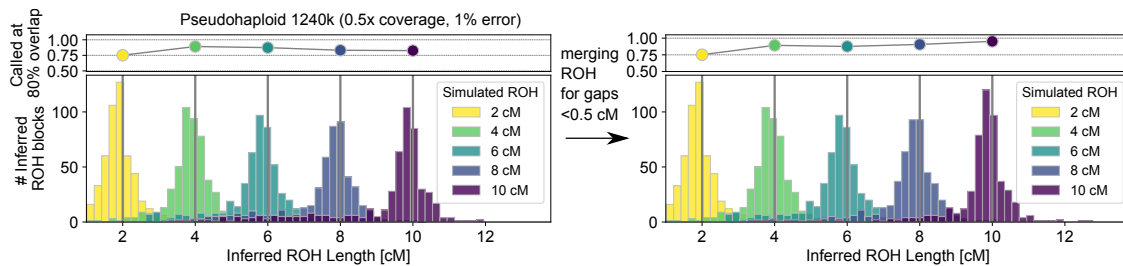 Pseudohaploid 1240k (0.5x coverage, 1% error)
Called at
80% overlap
1.00
0.75
0.50
# Inferred
ROH blocks
100
50
0
Simulated ROH
2 cM
4 cM
6 cM
8 cM
10 cM
2 4 6 8 10 12
Inferred ROH Length [cM]
merging
ROH
for gaps
<0.5 cM
1.00
0.75
0.50
100
50
0
Simulated ROH
2 cM
4 cM
6 cM
8 cM
10 cM
2 4 6 8 10 12
Inferred ROH Length [cM]